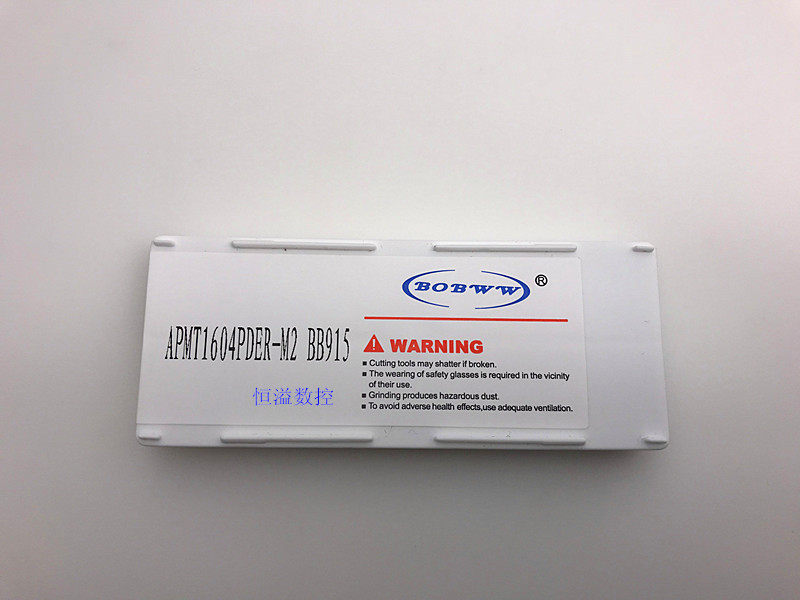 BOBWW®
APMT1604PDER-M2 BB915
恒溢数控
WARNING
■ Cutting tools may shatter if broken.
■ The wearing of safety glasses is required in the vicinity
of their use.
■ Grinding produces hazardous dust.
■ To avoid adverse health effects,use adequate ventilation.